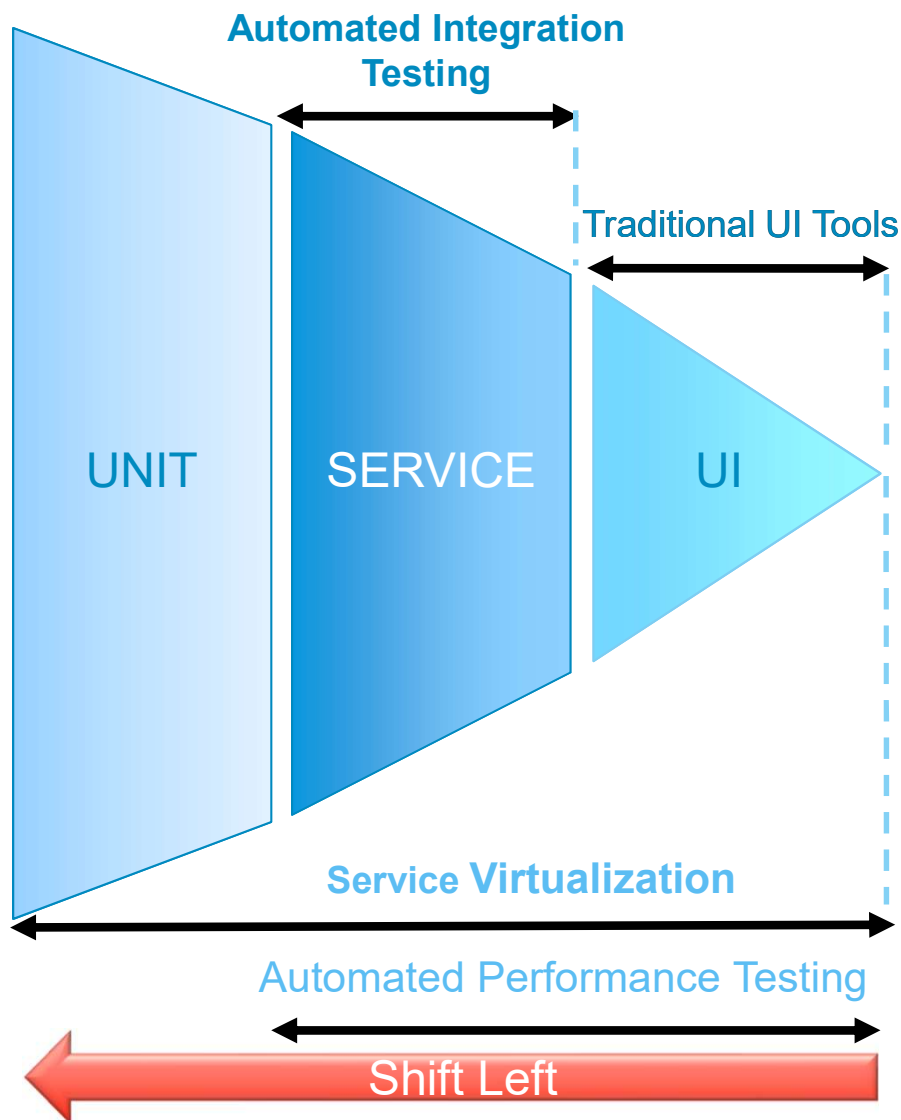 Automated Integration
Testing
Traditional UI Tools
UNIT
SERVICE
UI
Service Virtualization
Automated Performance Testing
Shift Left